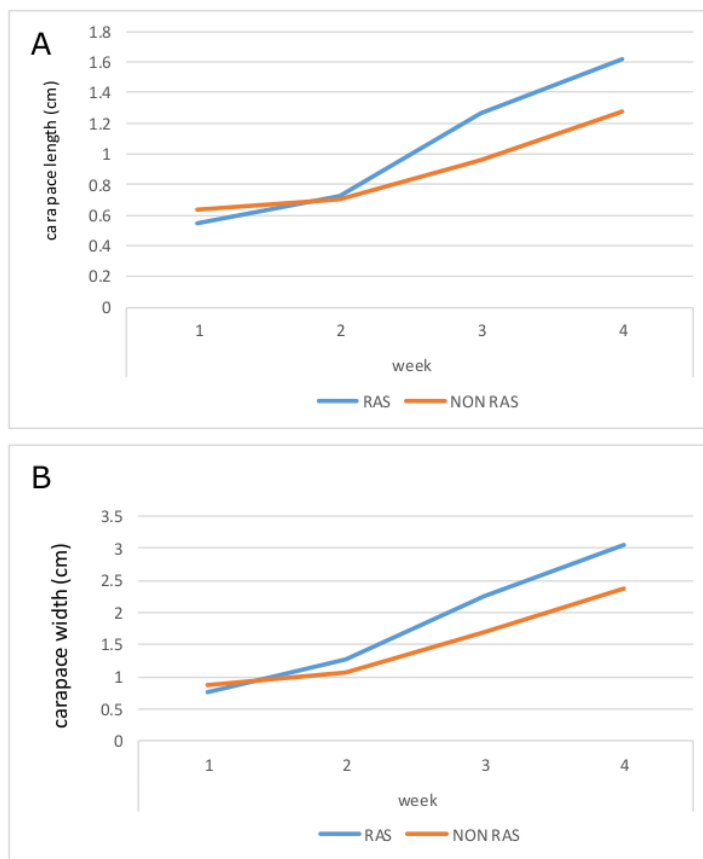 A
1.8
1.6
1.4
1.2
1
0.8
0.6
0.4
0.2
0
carapace length (cm)
1 2 3 4
week
RAS NON RAS
B
3.5
3
2.5
2
1.5
1
0.5
0
carapace width (cm)
1 2 3 4
week
RAS NON RAS